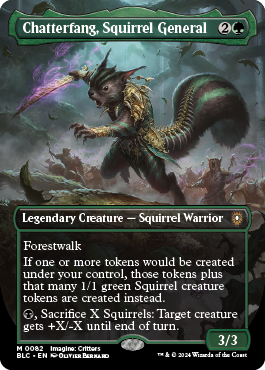 Chatterfang, Squirrel General 2
Legendary Creature — Squirrel Warrior
Forestwalk
If one or more tokens would be created
under your control, those tokens plus
that many 1/1 green Squirrel creature
tokens are created instead.
, Sacrifice X Squirrels: Target creature
gets +X/-X until end of turn.
3/3
M 0082 Imagine: Critters
BLC • EN Olivier Bernard ™ & © 2024 Wizards of the Coast